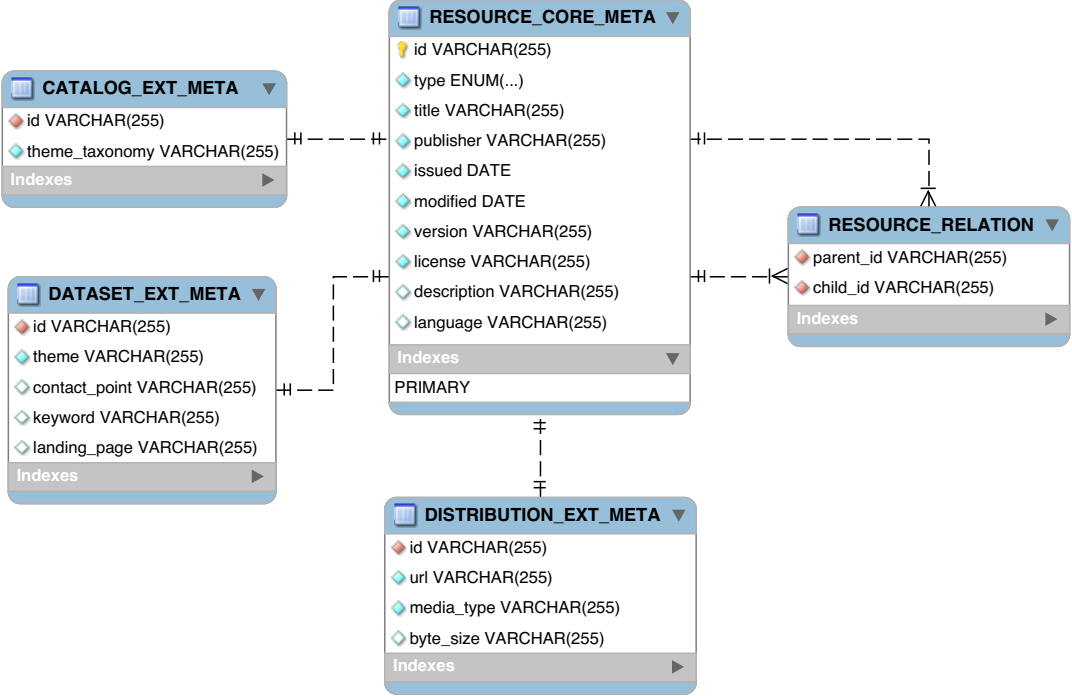 RESOURCE_CORE_META
id VARCHAR(255)
type ENUM(...)
title VARCHAR(255)
publisher VARCHAR(255)
issued DATE
modified DATE
version VARCHAR(255)
license VARCHAR(255)
description VARCHAR(255)
language VARCHAR(255)
Indexes
PRIMARY
CATALOG_EXT_META
id VARCHAR(255)
theme_taxonomy VARCHAR(255)
Indexes
DATASET_EXT_META
id VARCHAR(255)
theme VARCHAR(255)
contact_point VARCHAR(255)
keyword VARCHAR(255)
landing_page VARCHAR(255)
Indexes
RESOURCE_RELATION
parent_id VARCHAR(255)
child_id VARCHAR(255)
Indexes
DISTRIBUTION_EXT_META
id VARCHAR(255)
url VARCHAR(255)
media_type VARCHAR(255)
byte_size VARCHAR(255)
Indexes